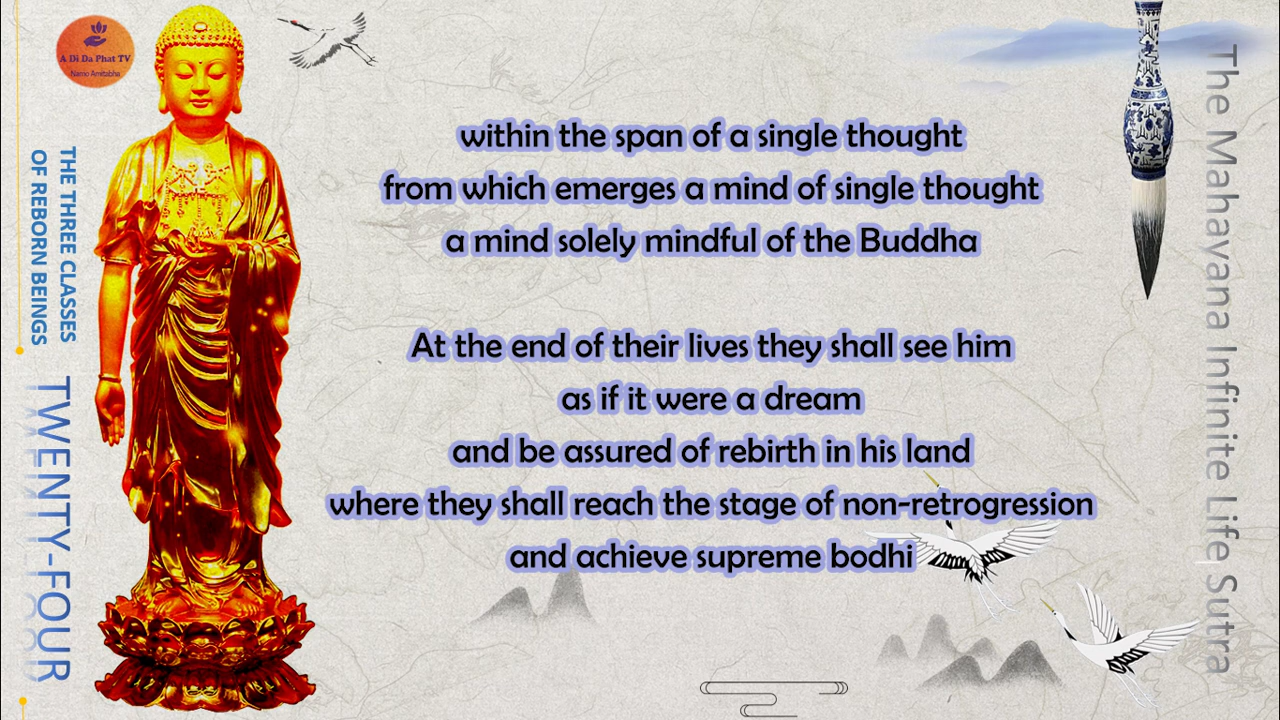 A Di Da Phat TV
Namo Amitabha
THE THREE CLASSES
OF REBORN BEINGS
TWENTY-FOUR
within the span of a single thought
from which emerges a mind of single thought
a mind solely mindful of the Buddha
At the end of their lives they shall see him
as if it were a dream
and be assured of rebirth in his land
where they shall reach the stage of non-retrogression
and achieve supreme bodhi
The Mahayana Infinite Life Sutra